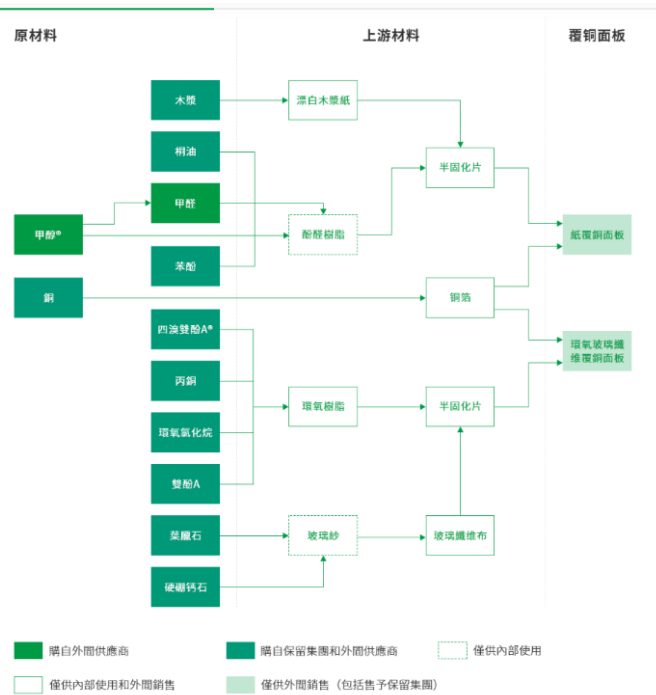 原材料
上游材料
覆铜面板
木漿
漂白木漿紙
桐油
半固化片
甲醛
甲醇®
酚醛樹脂
紙覆銅面板
苯酚
銅
铜箔
四溴雙酚A®
環氧玻璃纖
维覆銅面板
丙銅
環氧樹脂
半固化片
環氧氯化烷
雙酚A
葉臘石
玻璃紗
玻璃纖维布
硬硼钙石
購自外間供應商
購自保留集團和外間供應商
僅供內部使用
僅供內部使用和外間銷售
僅供外間銷售（包括售予保留集團）